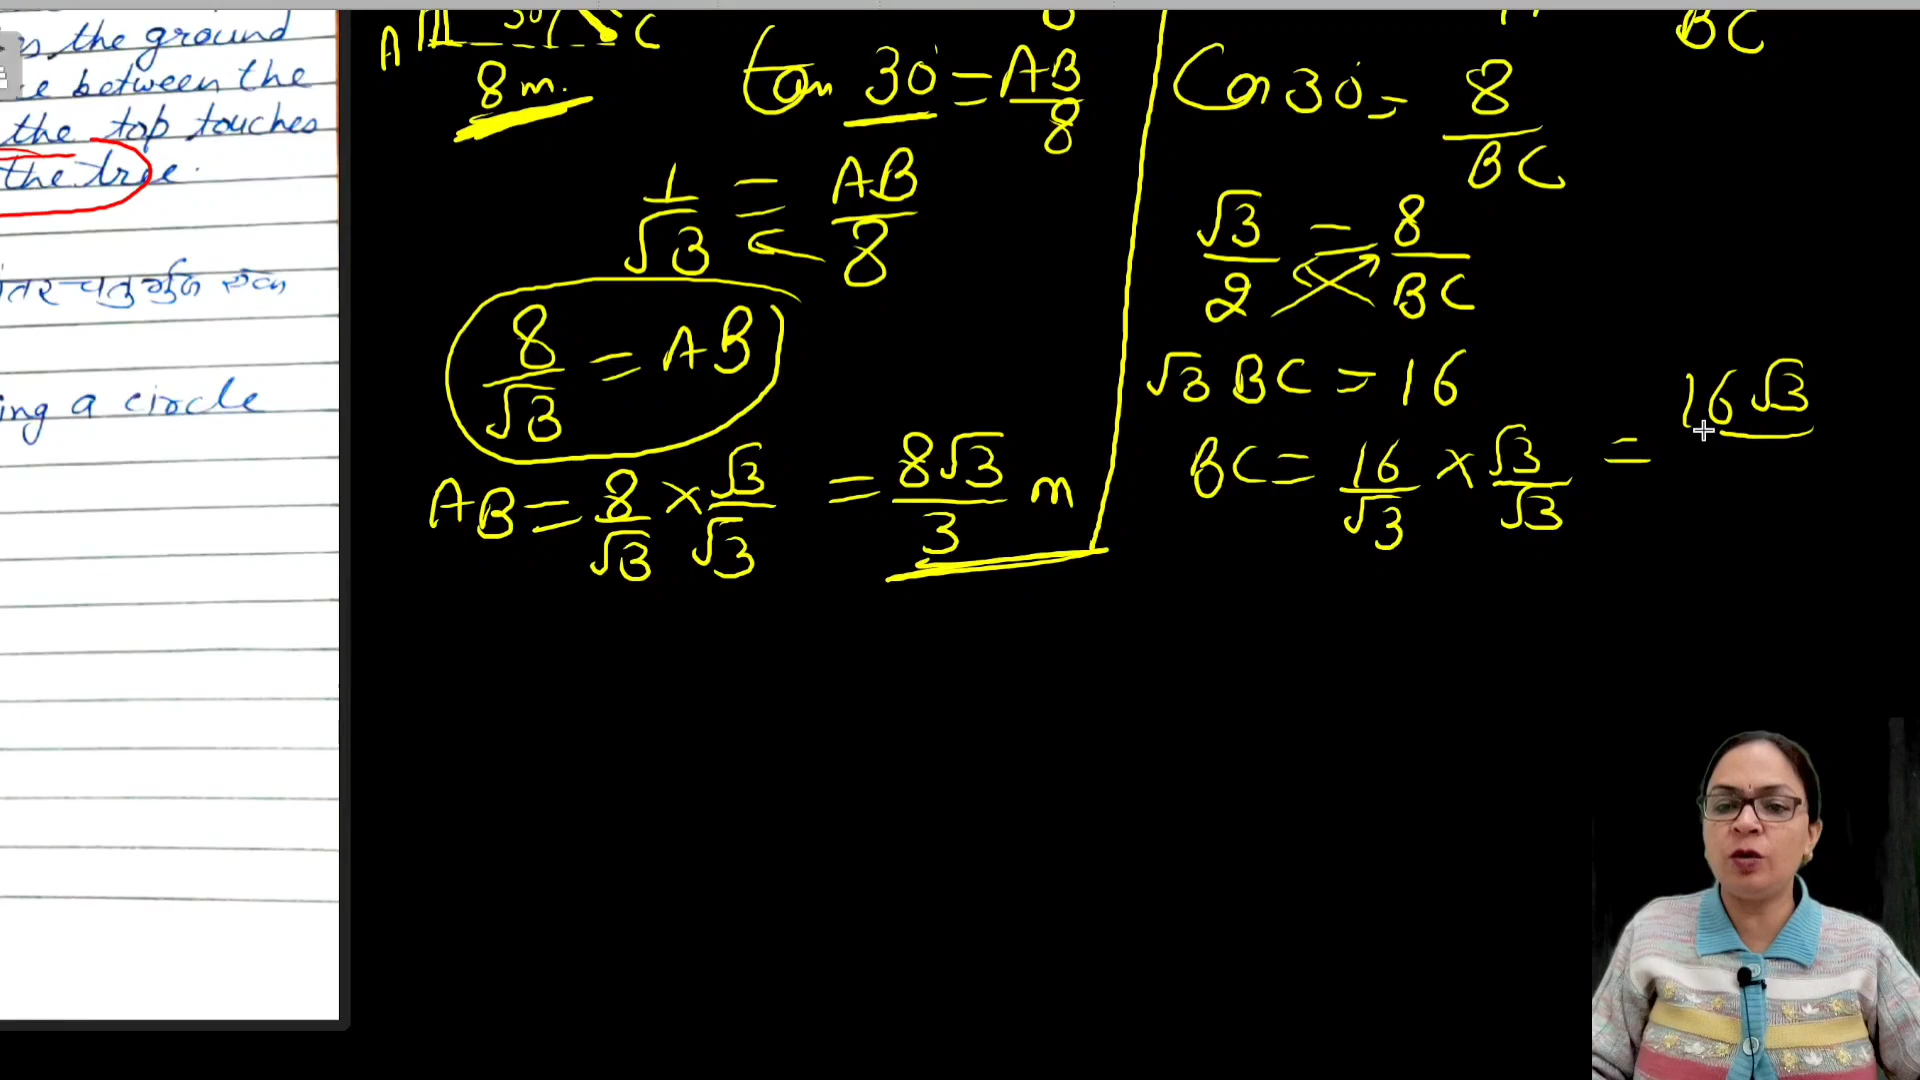 the ground
between the
the top touches
the tree.
ing a circle
A 30 C
8 m.
tan 30° = AB/8
1/√3 = AB/8
8/√3 = AB
AB = 8/√3 × √3/√3 = 8√3/3 m
BC
Cos 30° = 8/BC
√3/2 = 8/BC
√3 BC = 16
BC = 16/√3 × √3/√3 = 16√3